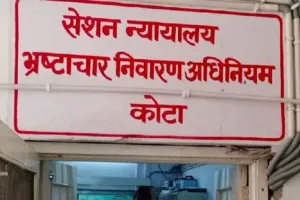 सेशन न्यायालय
भ्रष्टाचार निवारण अधिनियम
कोटा